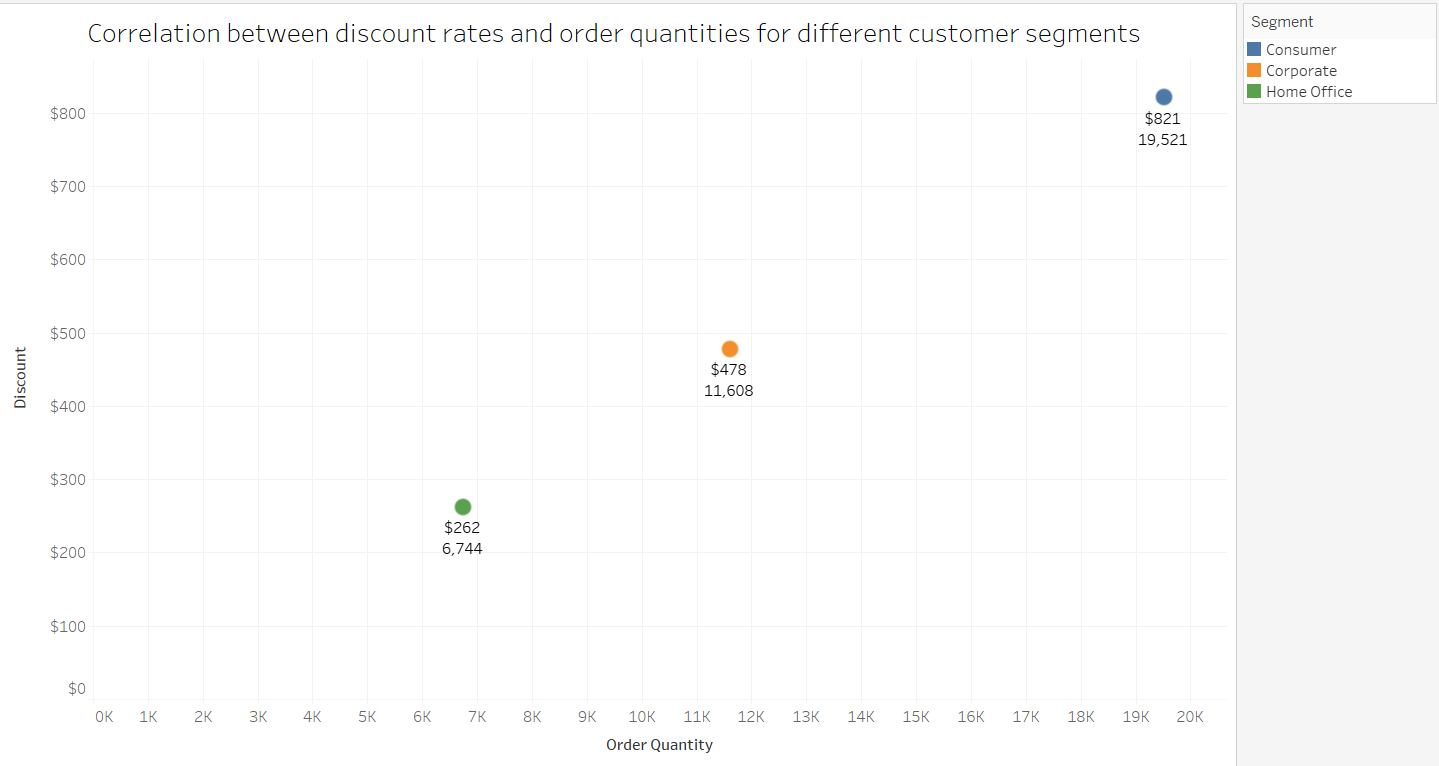 Correlation between discount rates and order quantities for different customer segments
Segment
Consumer
Corporate
Home Office
$800
$700
$600
$500
$400
$300
$200
$100
$0
Discount
$821
19,521
$478
11,608
$262
6,744
0K 1K 2K 3K 4K 5K 6K 7K 8K 9K 10K 11K 12K 13K 14K 15K 16K 17K 18K 19K 20K
Order Quantity